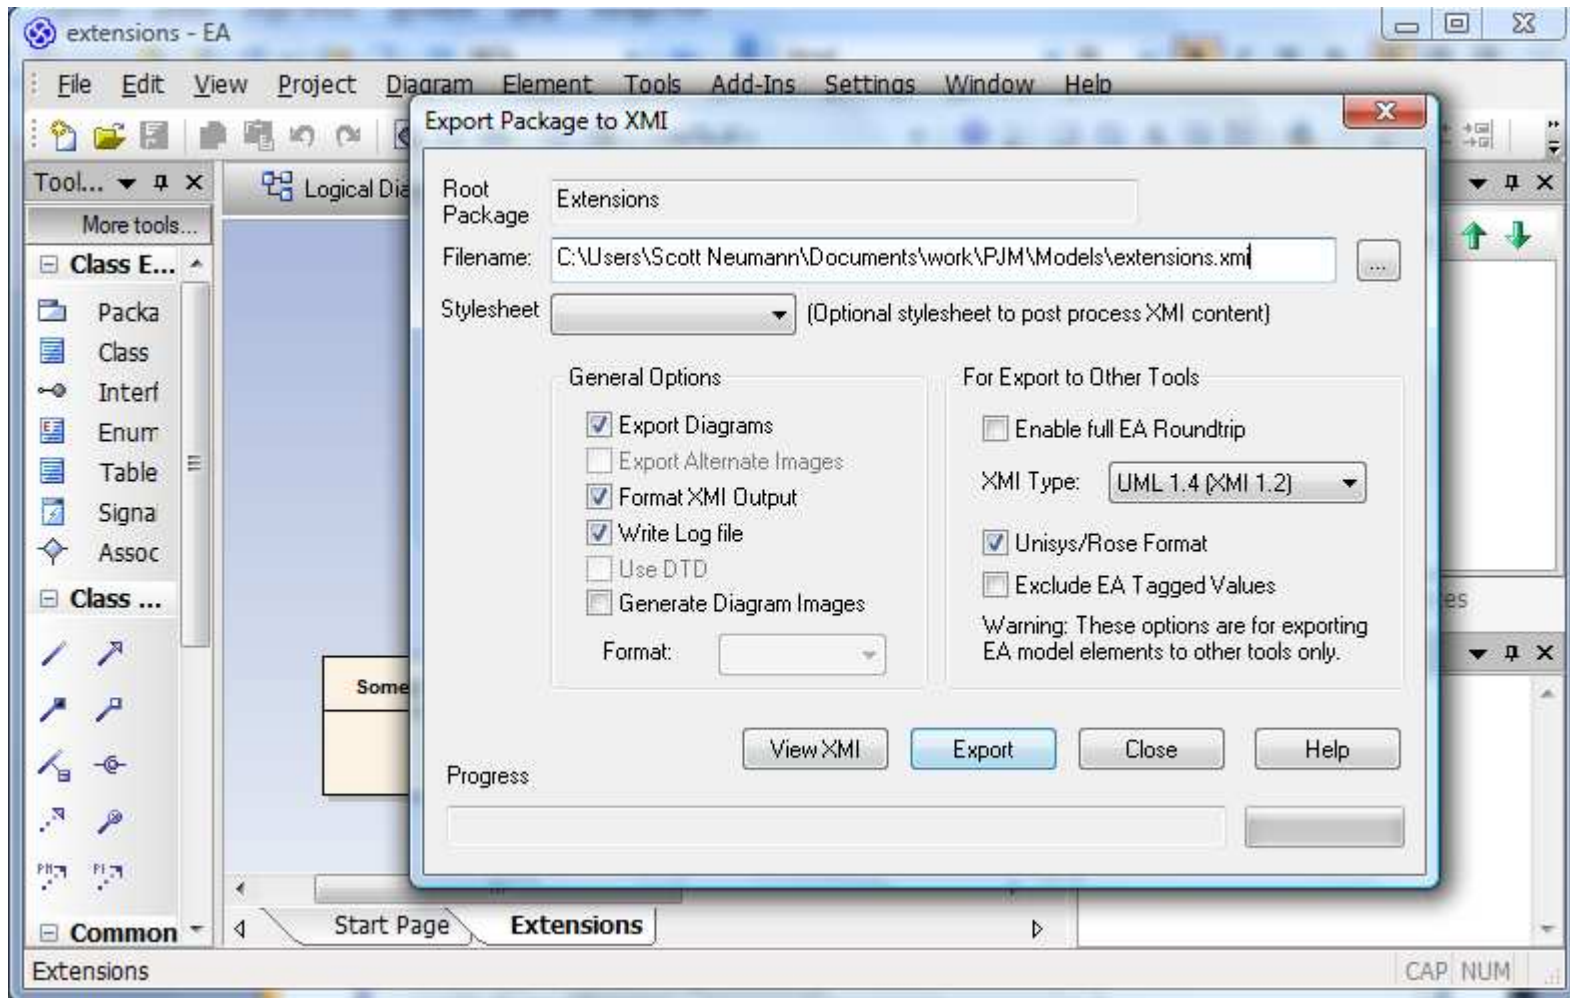 extensions - EA
File Edit View Project Diagram Element Tools Add-Ins Settings Window Help
Export Package to XMI
Tool...
More tools...
Class E...
Packa
Class
Interf
Enum
Table
Signa
Assoc
Class ...
Common
Logical Dia
Some
Root
Package
Extensions
Filename:
C:\Users\Scott Neumann\Documents\work\PJM\Models\extensions.xmi
...
Stylesheet
(Optional stylesheet to post process XMI content)
General Options
Export Diagrams
Export Alternate Images
Format XMI Output
Write Log file
Use DTD
Generate Diagram Images
Format:
For Export to Other Tools
Enable full EA Roundtrip
XMI Type: UML 1.4 (XMI 1.2)
Unisys/Rose Format
Exclude EA Tagged Values
Warning: These options are for exporting
EA model elements to other tools only.
View XMI Export Close Help
Progress
es
Start Page Extensions
Extensions
CAP NUM